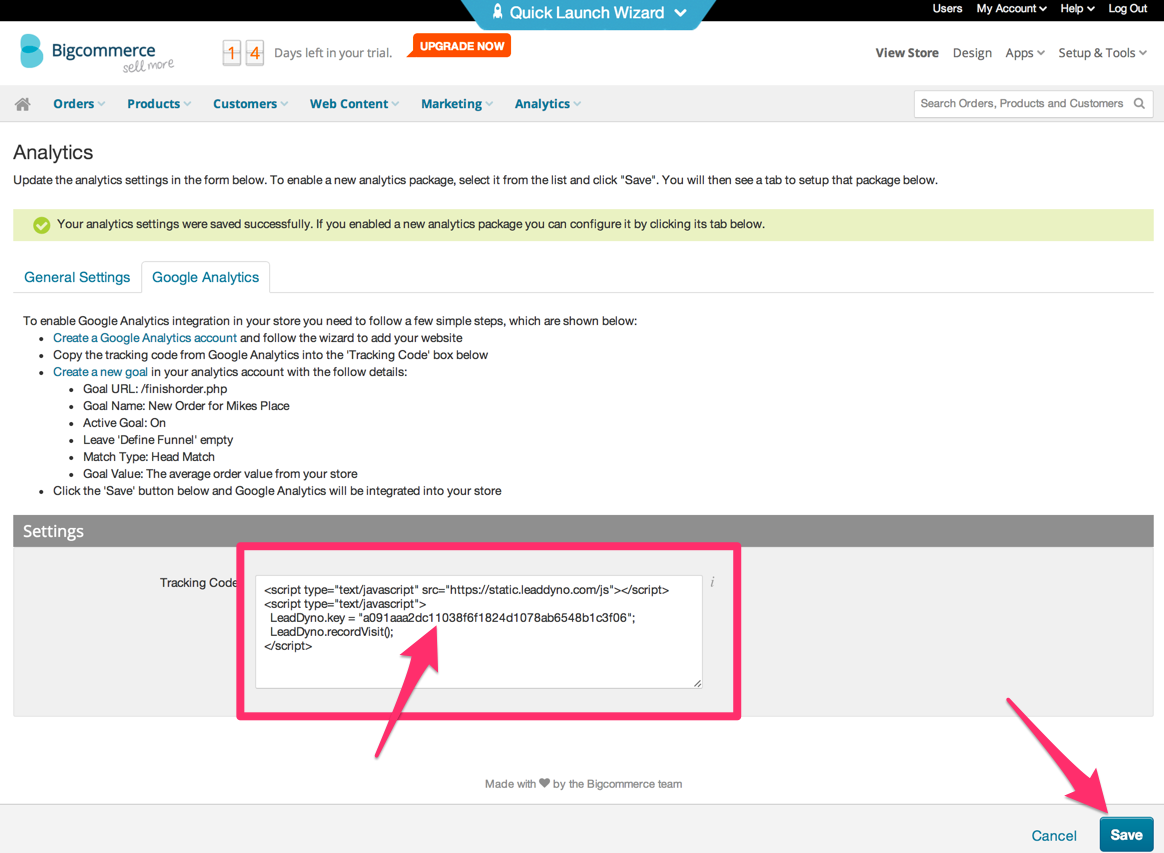 Quick Launch Wizard
Users My Account Help Log Out
Bigcommerce
sell more
14 Days left in your trial.
UPGRADE NOW
View Store Design Apps Setup & Tools
Orders Products Customers Web Content Marketing Analytics
Search Orders, Products and Customers
Analytics
Update the analytics settings in the form below. To enable a new analytics package, select it from the list and click "Save". You will then see a tab to setup that package below.
Your analytics settings were saved successfully. If you enabled a new analytics package you can configure it by clicking its tab below.
General Settings Google Analytics
To enable Google Analytics integration in your store you need to follow a few simple steps, which are shown below:
• Create a Google Analytics account and follow the wizard to add your website
• Copy the tracking code from Google Analytics into the 'Tracking Code' box below
• Create a new goal in your analytics account with the follow details:
• Goal URL: /finishorder.php
• Goal Name: New Order for Mikes Place
• Active Goal: On
• Leave 'Define Funnel' empty
• Match Type: Head Match
• Goal Value: The average order value from your store
• Click the 'Save' button below and Google Analytics will be integrated into your store
Settings
Tracking Code
i
<script type="text/javascript" src="https://static.leaddyno.com/js"></script>
<script type="text/javascript">
LeadDyno.key = "a091aaa2dc11038f6f1824d1078ab6548b1c3f06";
LeadDyno.recordVisit();
</script>
Made with ♥ by the Bigcommerce team
Cancel Save